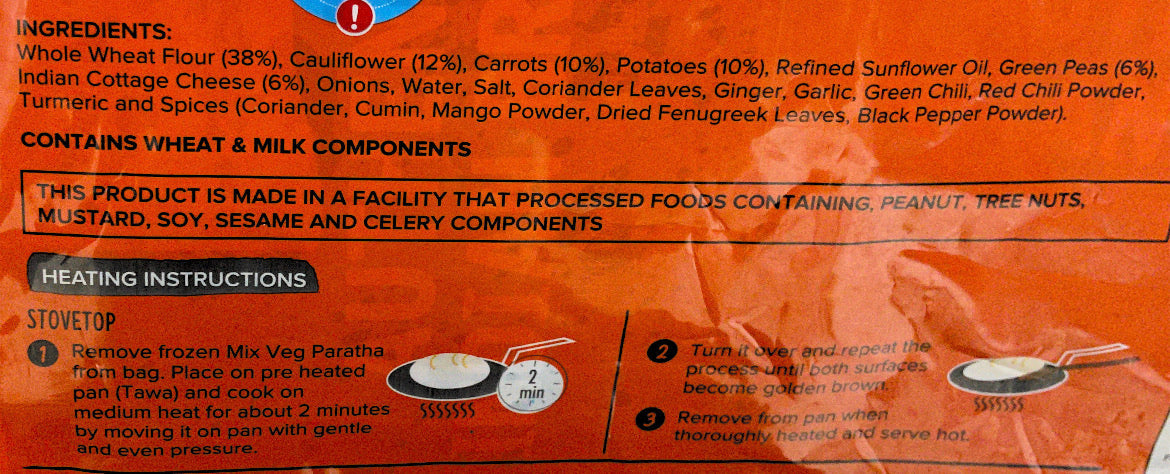 !
INGREDIENTS:
Whole Wheat Flour (38%), Cauliflower (12%), Carrots (10%), Potatoes (10%), Refined Sunflower Oil, Green Peas (6%),
Indian Cottage Cheese (6%), Onions, Water, Salt, Coriander Leaves, Ginger, Garlic, Green Chili, Red Chili Powder,
Turmeric and Spices (Coriander, Cumin, Mango Powder, Dried Fenugreek Leaves, Black Pepper Powder).
CONTAINS WHEAT & MILK COMPONENTS
THIS PRODUCT IS MADE IN A FACILITY THAT PROCESSED FOODS CONTAINING, PEANUT, TREE NUTS,
MUSTARD, SOY, SESAME AND CELERY COMPONENTS
HEATING INSTRUCTIONS
STOVETOP
1 Remove frozen Mix Veg Paratha
from bag. Place on pre heated
pan (Tawa) and cook on
medium heat for about 2 minutes
by moving it on pan with gentle
and even pressure.
2
min
2 Turn it over and repeat the
process until both surfaces
become golden brown.
3 Remove from pan when
thoroughly heated and serve hot.